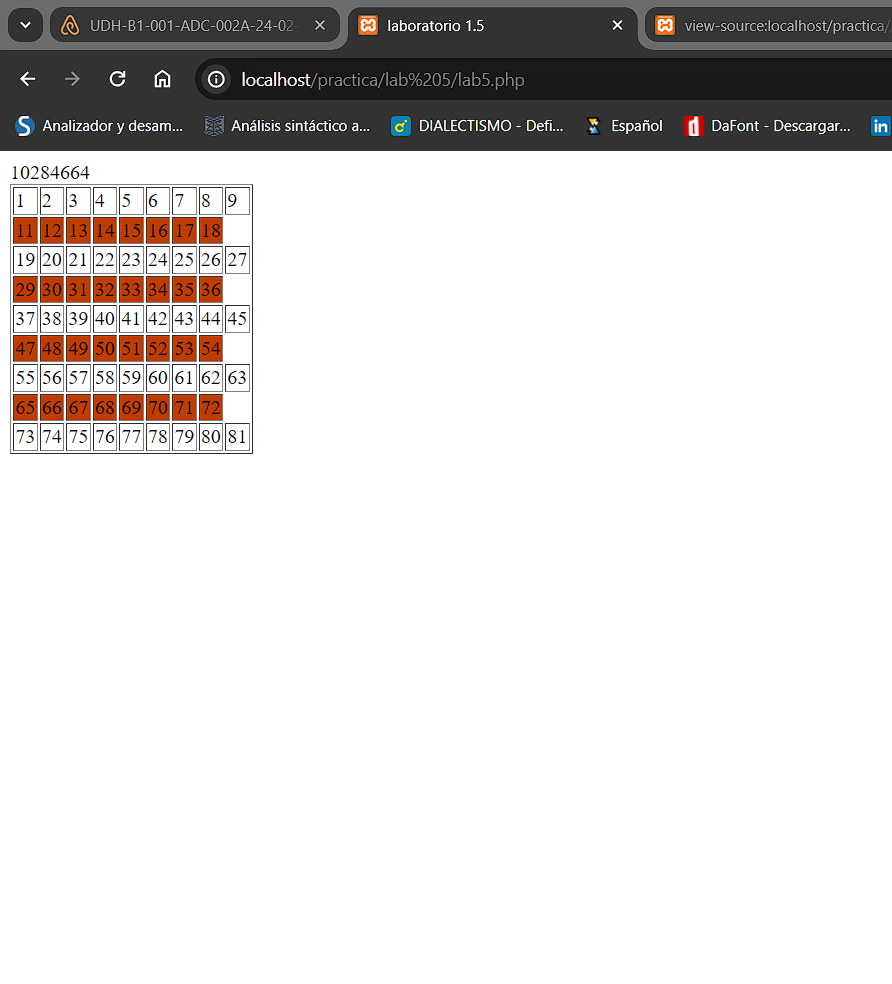 UDH-B1-001-ADC-002A-24-02-
laboratorio 1.5
view-source:localhost/practica/
localhost/practica/lab%205/lab5.php
Analizador y desam...
Análisis sintáctico a...
DIALECTISMO - Defi...
Español
DaFont - Descargar...
10284664
1 2 3 4 5 6 7 8 9
11 12 13 14 15 16 17 18
19 20 21 22 23 24 25 26 27
29 30 31 32 33 34 35 36
37 38 39 40 41 42 43 44 45
47 48 49 50 51 52 53 54
55 56 57 58 59 60 61 62 63
65 66 67 68 69 70 71 72
73 74 75 76 77 78 79 80 81